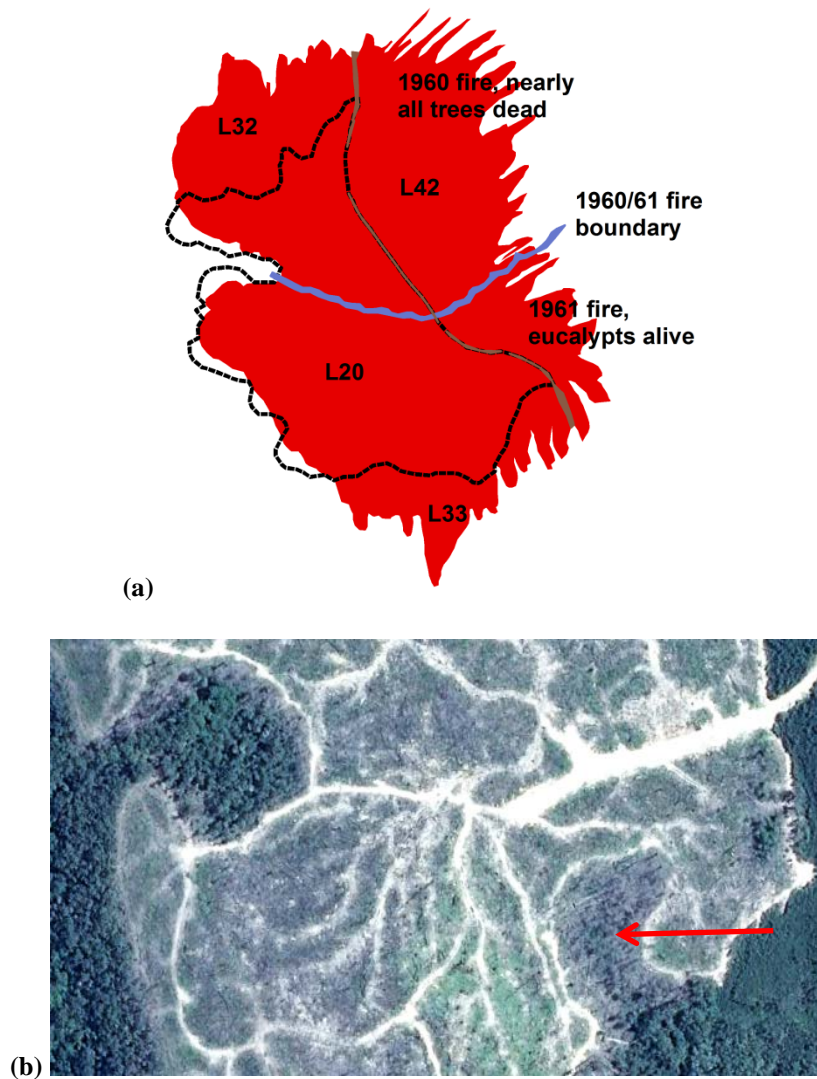 1960 fire, nearly
all trees dead
L32
L42
1960/61 fire
boundary
1961 fire,
eucalypts alive
L20
L33
(a)
(b)